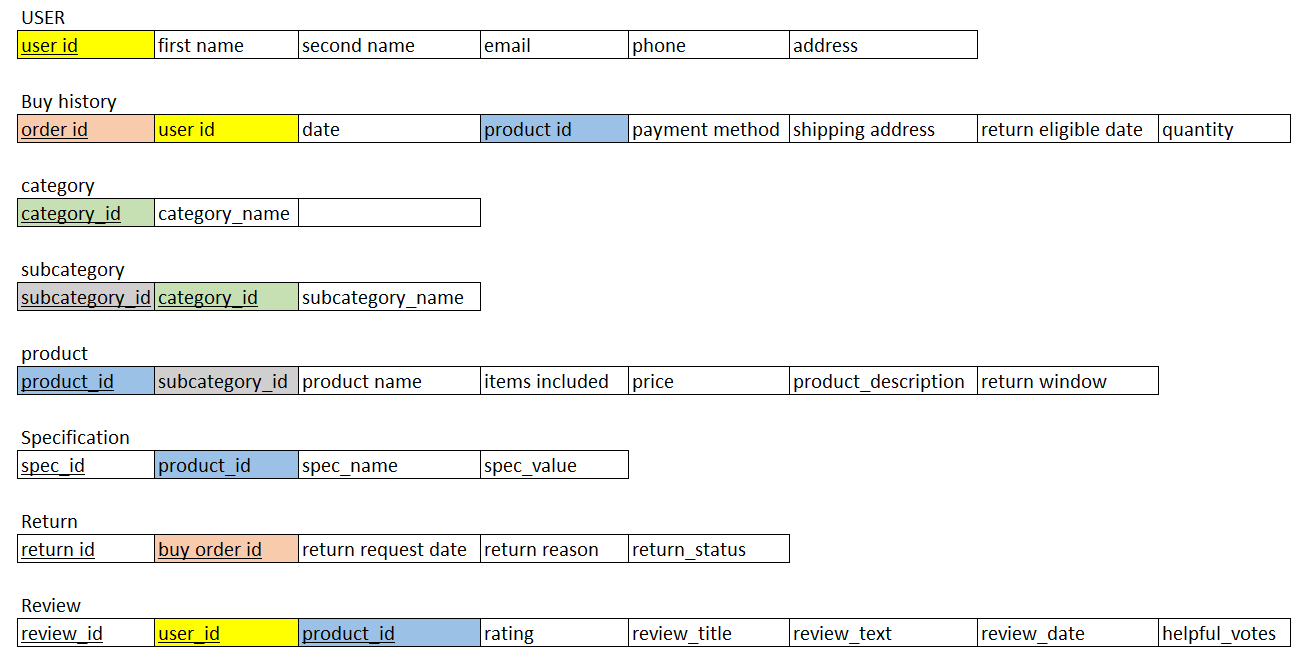 USER
user id first name second name email phone address
Buy history
order id user id date product id payment method shipping address return eligible date quantity
category
category_id category_name
subcategory
subcategory_id category_id subcategory_name
product
product_id subcategory_id product name items included price product_description return window
Specification
spec_id product_id spec_name spec_value
Return
return id buy order id return request date return reason return_status
Review
review_id user_id product_id rating review_title review_text review_date helpful_votes